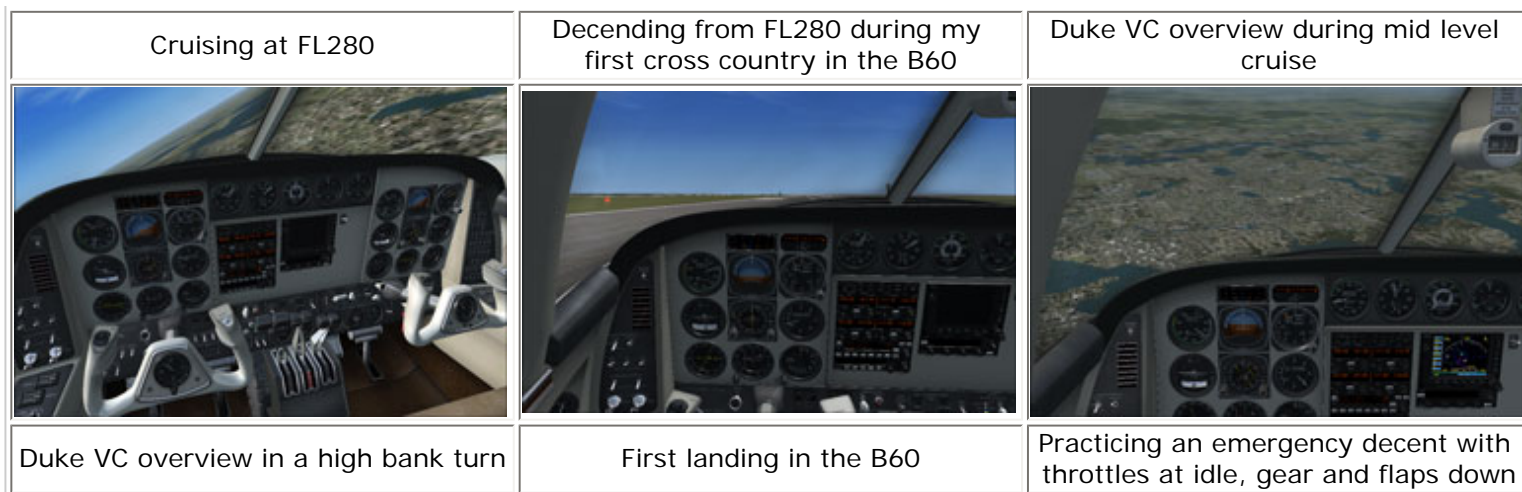 Cruising at FL280
Decending from FL280 during my
first cross country in the B60
Duke VC overview during mid level
cruise
Duke VC overview in a high bank turn
First landing in the B60
Practicing an emergency decent with
throttles at idle, gear and flaps down